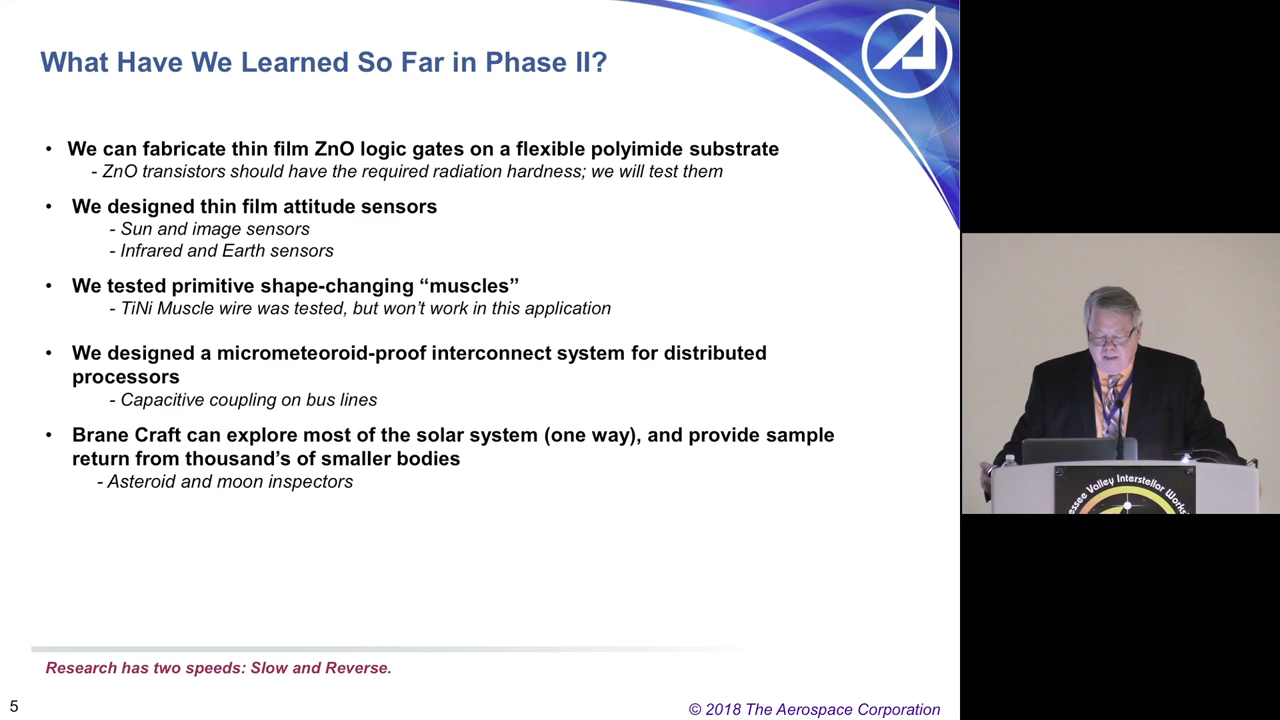 What Have We Learned So Far in Phase II?
• We can fabricate thin film ZnO logic gates on a flexible polyimide substrate
- ZnO transistors should have the required radiation hardness; we will test them
• We designed thin film attitude sensors
- Sun and image sensors
- Infrared and Earth sensors
• We tested primitive shape-changing “muscles”
- TiNi Muscle wire was tested, but won’t work in this application
• We designed a micrometeoroid-proof interconnect system for distributed
processors
- Capacitive coupling on bus lines
• Brane Craft can explore most of the solar system (one way), and provide sample
return from thousand’s of smaller bodies
- Asteroid and moon inspectors
Research has two speeds: Slow and Reverse.
5
© 2018 The Aerospace Corporation
Valley Interstellar